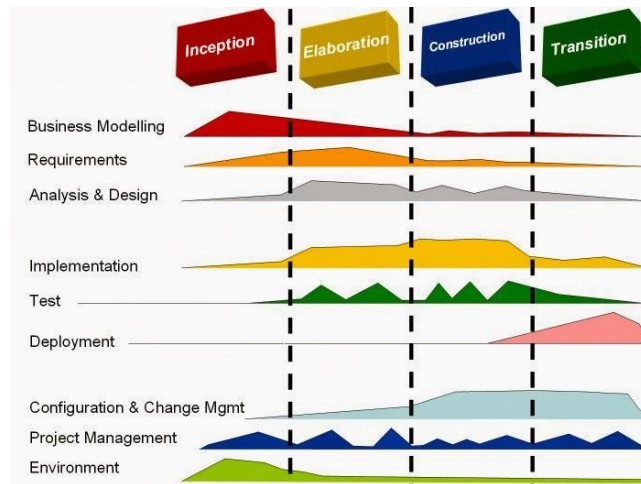 Inception
Elaboration
Construction
Transition
Business Modelling
Requirements
Analysis & Design
Implementation
Test
Deployment
Configuration & Change Mgmt
Project Management
Environment